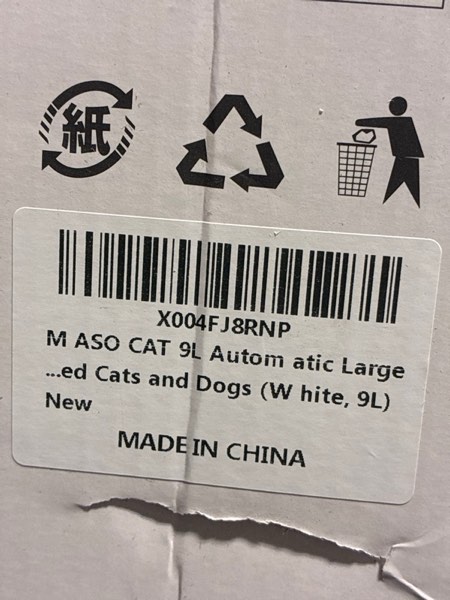 紙
X004FJ8RNP
M ASO CAT 9L Autom atic Large
...ed Cats and Dogs (W hite, 9L)
New
MADE IN CHINA